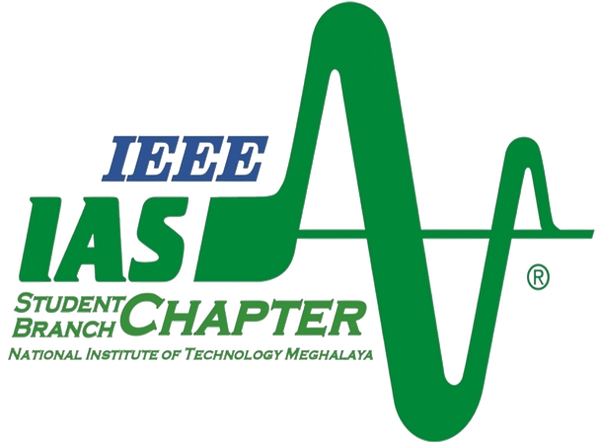 IEEE
IAS
STUDENT BRANCH CHAPTER
NATIONAL INSTITUTE OF TECHNOLOGY MEGHALAYA
®